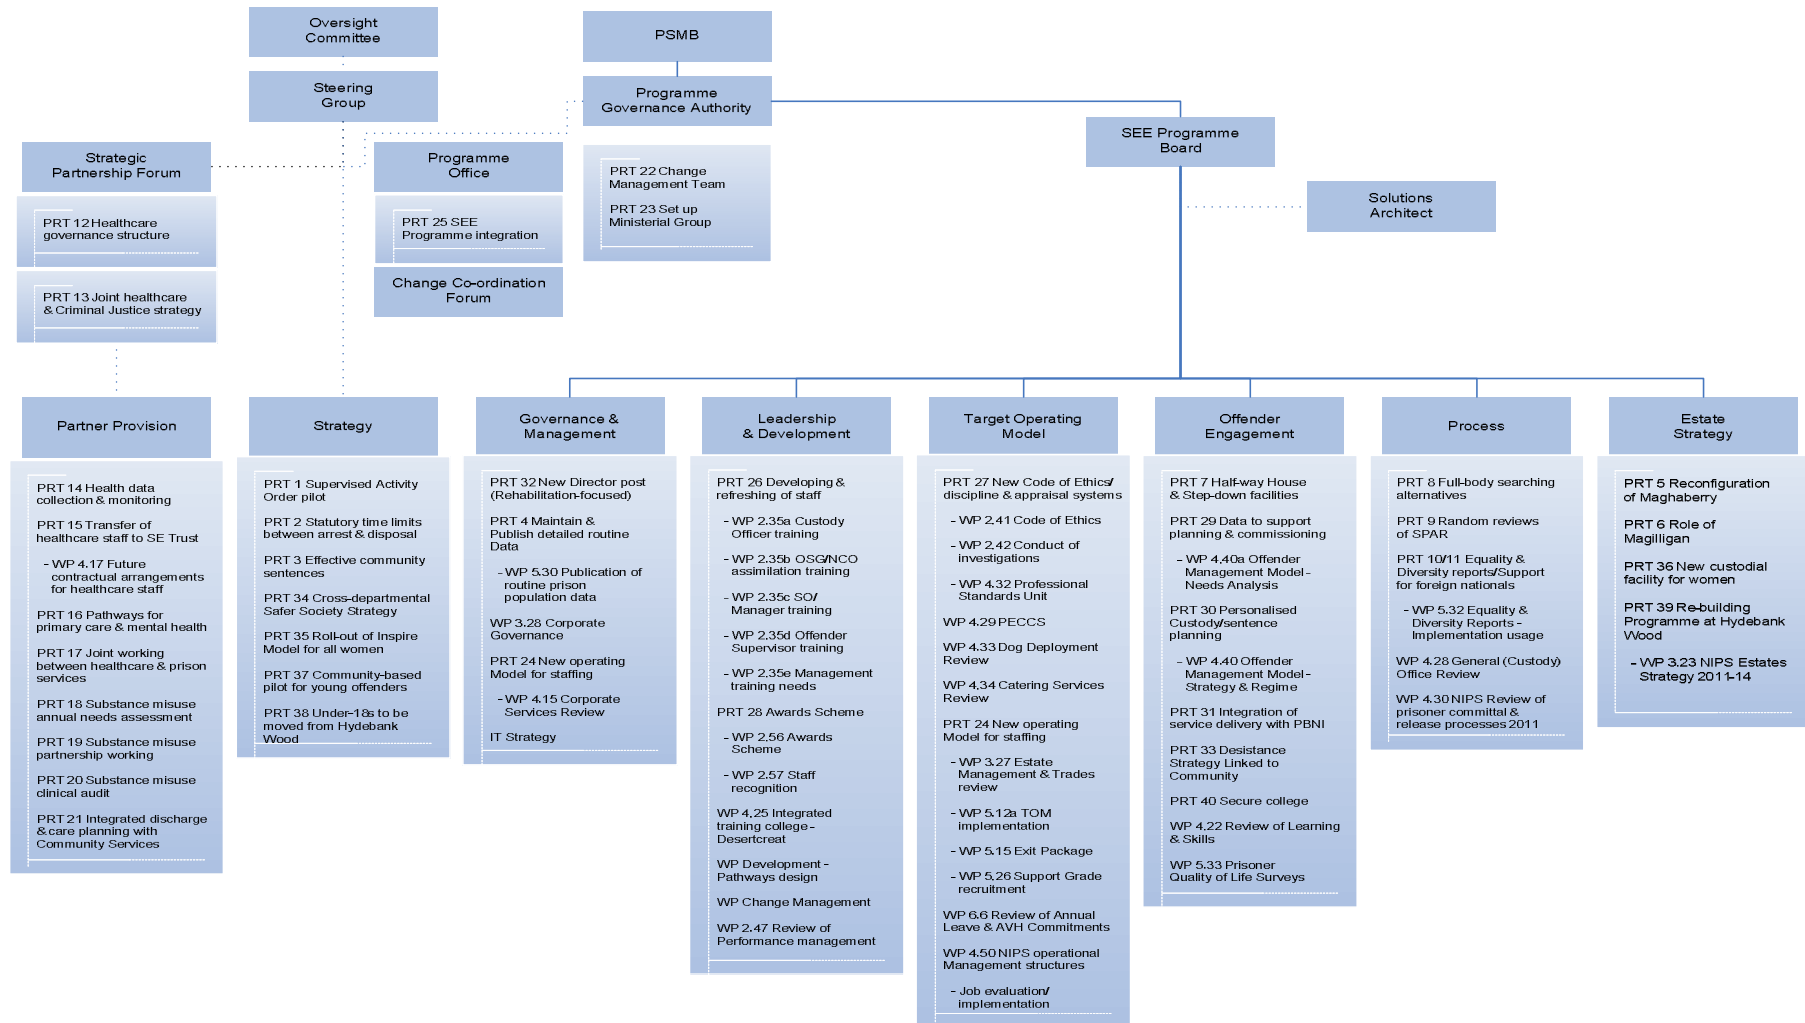 Oversight
Committee
Steering
Group
PSMB
Programme
Governance Authority
PRT 22 Change
Management Team
PRT 23 Set up
Ministerial Group
SEE Programme
Board
Solutions
Architect
Strategic
Partnership Forum
PRT 12 Healthcare
governance structure
PRT 13 Joint healthcare
& Criminal Justice strategy
Programme
Office
PRT 25 SEE
Programme integration
Change Co-ordination
Forum
Partner Provision
PRT 14 Health data
collection & monitoring
PRT 15 Transfer of
healthcare staff to SE Trust
- WP 4.17 Future
contractual arrangements
for healthcare staff
PRT 16 Pathways for
primary care & mental health
PRT 17 Joint working
between healthcare & prison
services
PRT 18 Substance misuse
annual needs assessment
PRT 19 Substance misuse
partnership working
PRT 20 Substance misuse
clinical audit
PRT 21 Integrated discharge
& care planning with
Community Services
Strategy
PRT 1 Supervised Activity
Order pilot
PRT 2 Statutory time limits
between arrest & disposal
PRT 3 Effective community
sentences
PRT 34 Cross-departmental
Safer Society Strategy
PRT 35 Roll-out of Inspire
Model for all women
PRT 37 Community-based
pilot for young offenders
PRT 38 Under-18s to be
moved from Hydebank
Wood
Governance &
Management
PRT 32 New Director post
(Rehabilitation-focused)
PRT 4 Maintain &
Publish detailed routine
Data
- WP 5.30 Publication of
routine prison
population data
WP 3.28 Corporate
Governance
PRT 24 New operating
Model for staffing
- WP 4.15 Corporate
Services Review
IT Strategy
Leadership
& Development
PRT 26 Developing &
refreshing of staff
- WP 2.35a Custody
Officer training
- WP 2.35b OSG/NCO
assimilation training
- WP 2.35c SO/
Manager training
- WP 2.35d Offender
Supervisor training
- WP 2.35e Management
training needs
PRT 28 Awards Scheme
- WP 2.56 Awards
Scheme
- WP 2.57 Staff
recognition
WP 4.25 Integrated
training college -
Desertcreat
WP Development -
Pathways design
WP Change Management
WP 2.47 Review of
Performance management
Target Operating
Model
PRT 27 New Code of Ethics/
discipline & appraisal systems
- WP 2.41 Code of Ethics
- WP 2.42 Conduct of
investigations
- WP 4.32 Professional
Standards Unit
WP 4.29 PECCS
WP 4.33 Dog Deployment
Review
WP 4.34 Catering Services
Review
PRT 24 New operating
Model for staffing
- WP 3.27 Estate
Management & Trades
review
- WP 5.12a TOM
implementation
- WP 5.15 Exit Package
- WP 5.26 Support Grade
recruitment
WP 6.6 Review of Annual
Leave & AVH Commitments
WP 4.50 NIPS operational
Management structures
- Job evaluation/
implementation
Offender
Engagement
PRT 7 Half-way House
& Step-down facilities
PRT 29 Data to support
planning & commissioning
- WP 4.40a Offender
Management Model -
Needs Analysis
PRT 30 Personalised
Custody/sentence
planning
- WP 4.40 Offender
Management Model -
Strategy & Regime
PRT 31 Integration of
service delivery with PBNI
PRT 33 Desistance
Strategy Linked to
Community
PRT 40 Secure college
WP 4.22 Review of Learning
& Skills
WP 5.33 Prisoner
Quality of Life Surveys
Process
PRT 8 Full-body searching
alternatives
PRT 9 Random reviews
of SPAR
PRT 10/11 Equality &
Diversity reports/Support
for foreign nationals
- WP 5.32 Equality &
Diversity Reports -
Implementation usage
WP 4.28 General (Custody)
Office Review
WP 4.30 NIPS Review of
prisoner committal &
release processes 2011
Estate
Strategy
PRT 5 Reconfiguration
of Maghaberry
PRT 6 Role of
Magilligan
PRT 36 New custodial
facility for women
PRT 39 Re-building
Programme at Hydebank
Wood
- WP 3.23 NIPS Estates
Strategy 2011-14